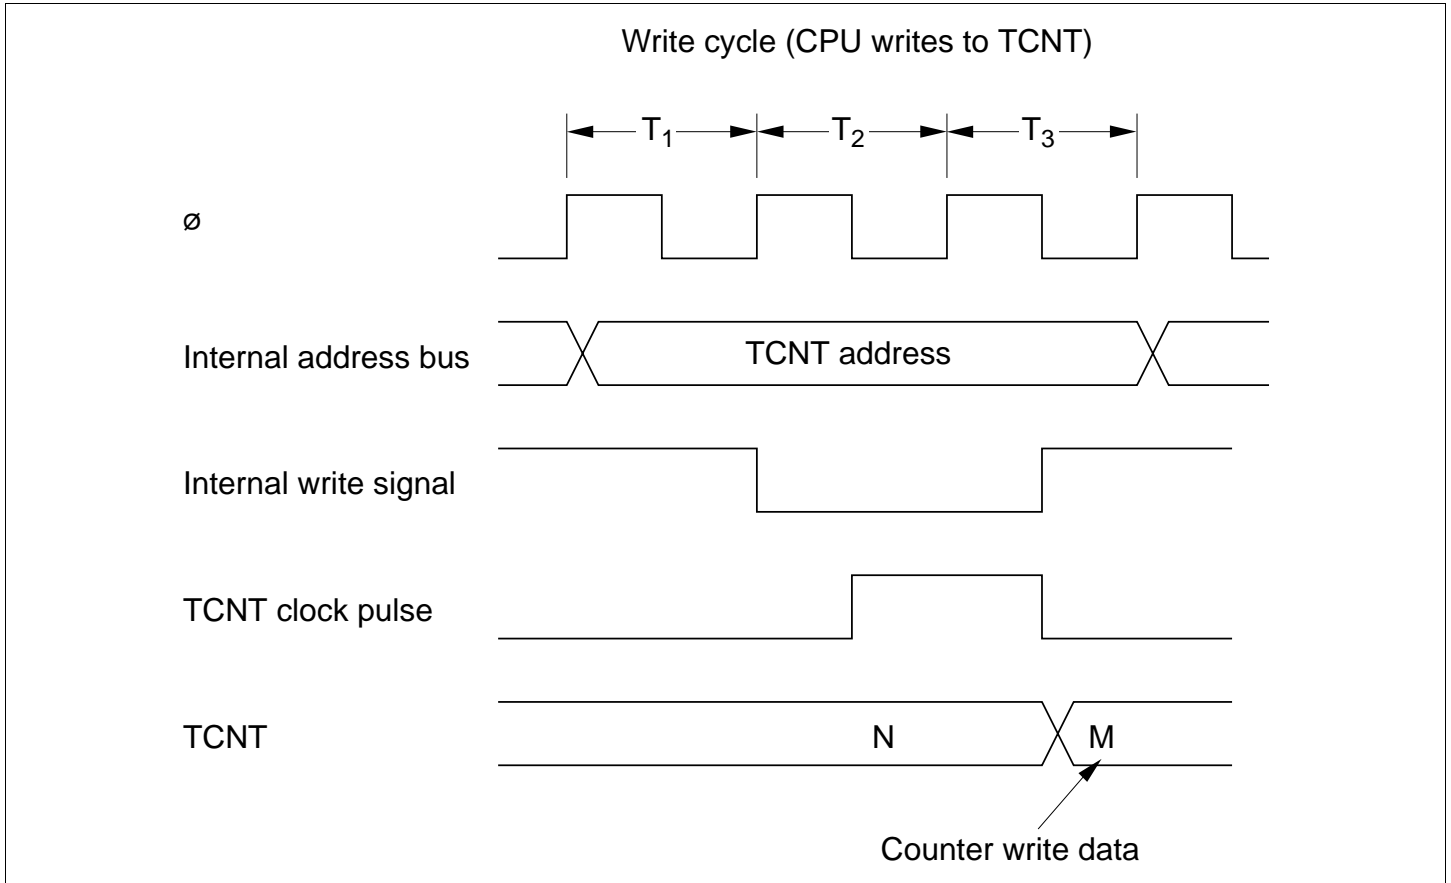 Write cycle (CPU writes to TCNT)
T1 T2 T3
ø
Internal address bus TCNT address
Internal write signal
TCNT clock pulse
TCNT N M
Counter write data